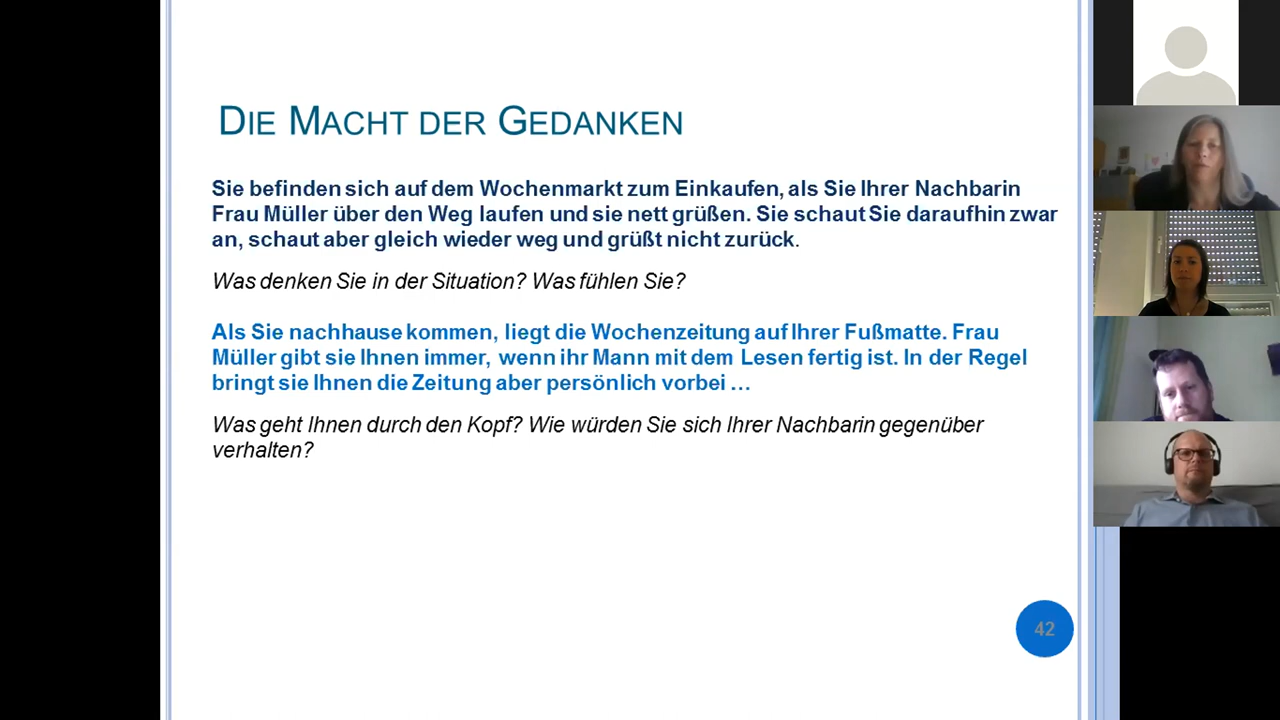 Die Macht der Gedanken
Sie befinden sich auf dem Wochenmarkt zum Einkaufen, als Sie Ihrer Nachbarin
Frau Müller über den Weg laufen und sie nett grüßen. Sie schaut Sie daraufhin zwar
an, schaut aber gleich wieder weg und grüßt nicht zurück.
Was denken Sie in der Situation? Was fühlen Sie?
Als Sie nachhause kommen, liegt die Wochenzeitung auf Ihrer Fußmatte. Frau
Müller gibt sie Ihnen immer, wenn ihr Mann mit dem Lesen fertig ist. In der Regel
bringt sie Ihnen die Zeitung aber persönlich vorbei …
Was geht Ihnen durch den Kopf? Wie würden Sie sich Ihrer Nachbarin gegenüber
verhalten?
42